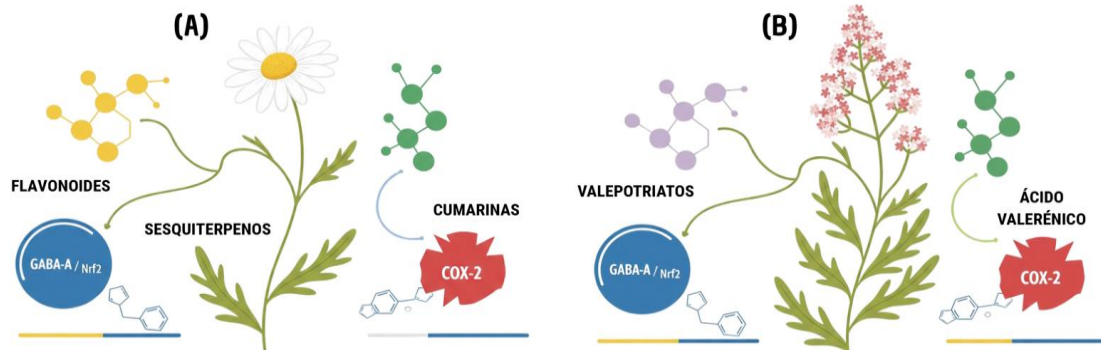 (A)
FLAVONOIDES
SESQUITERPENOS
CUMARINAS
GABA-A / Nrf2
COX-2
(B)
VALEPOTRIATOS
ÁCIDO
VALERÉNICO
GABA-A / Nrf2
COX-2